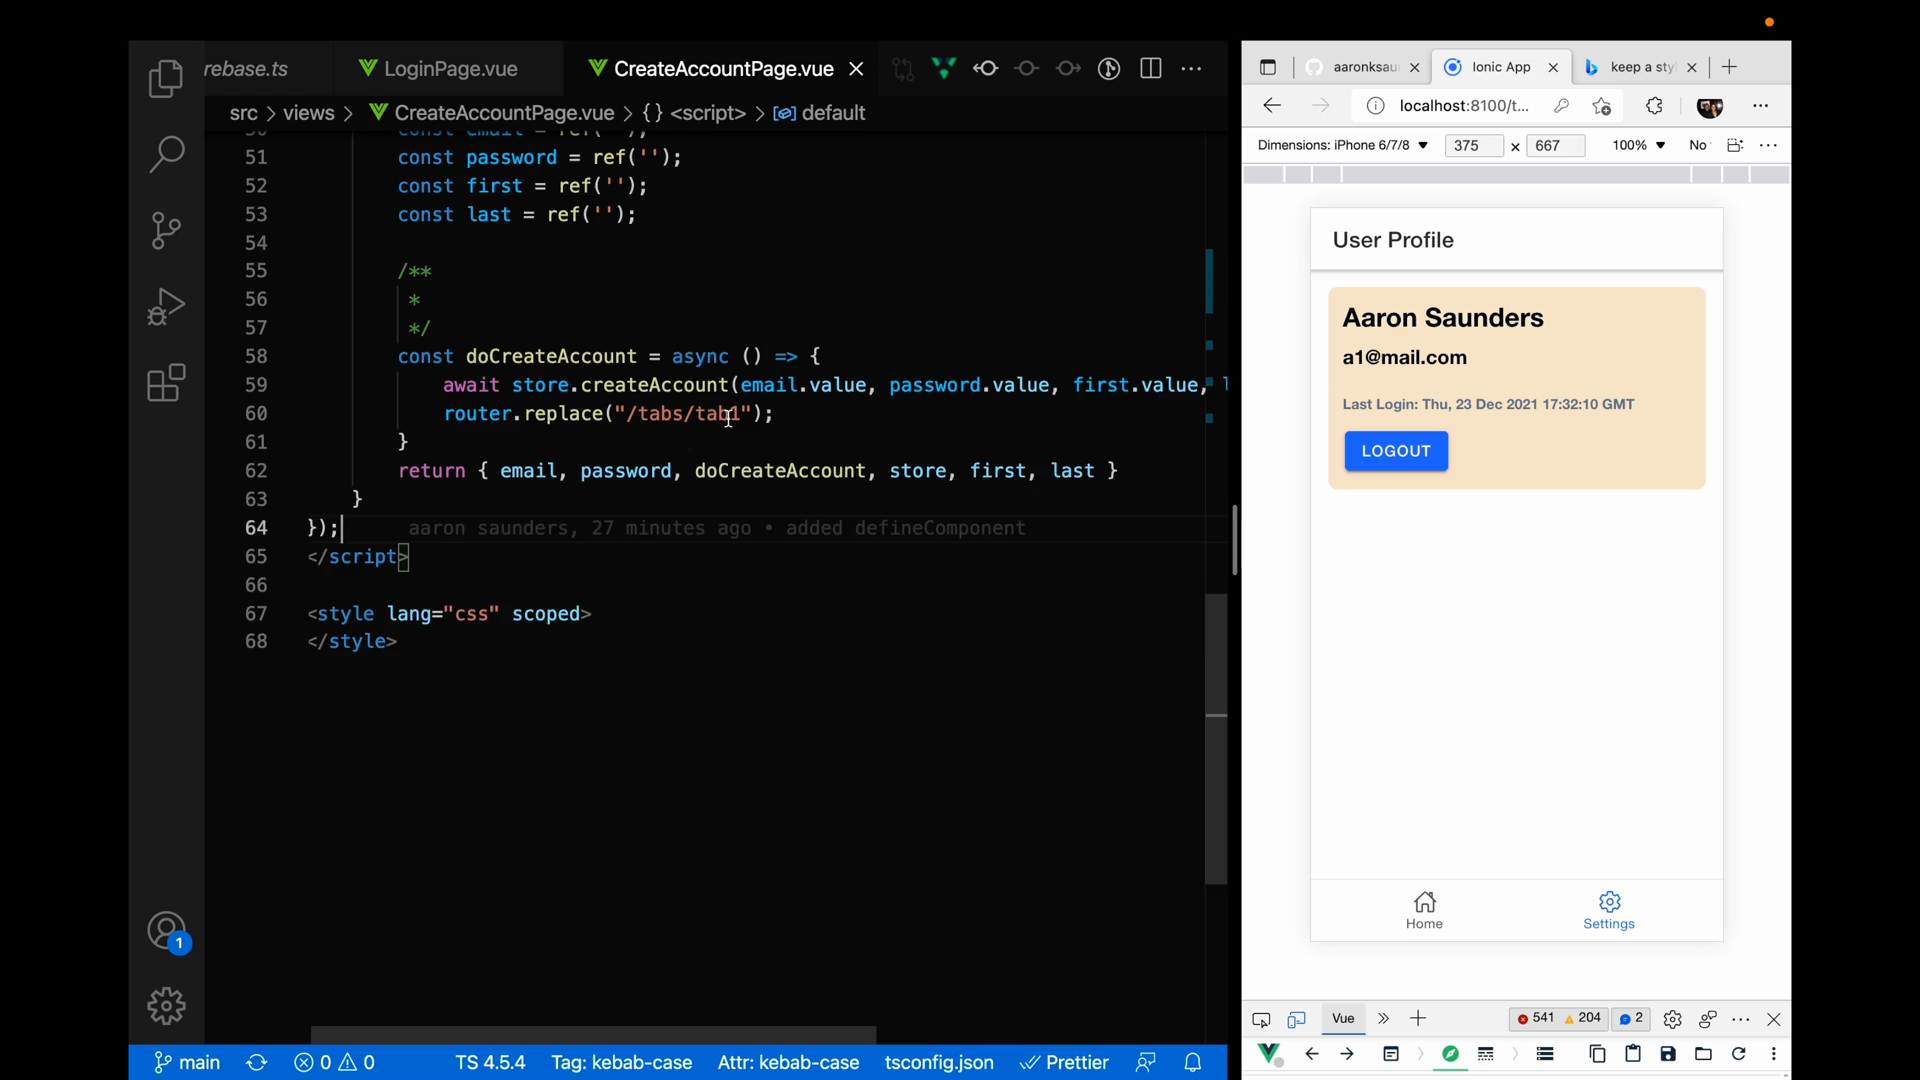 rebase.ts
LoginPage.vue
CreateAccountPage.vue
src > views > CreateAccountPage.vue > {} <script> > default
51 const password = ref('');
52 const first = ref('');
53 const last = ref('');
54
55 /**
56 *
57 */
58 const doCreateAccount = async () => {
59 await store.createAccount(email.value, password.value, first.value,
60 router.replace("/tabs/tab1");
61 }
62 return { email, password, doCreateAccount, store, first, last }
63 }
64 }); aaron saunders, 27 minutes ago • added defineComponent
65 </script>
66
67 <style lang="css" scoped>
68 </style>
1
main
0 0
TS 4.5.4
Tag: kebab-case
Attr: kebab-case
tsconfig.json
Prettier
aaronksau
Ionic App
keep a sty
localhost:8100/t...
Dimensions: iPhone 6/7/8 375 x 667 100% No
User Profile
Aaron Saunders
a1@mail.com
Last Login: Thu, 23 Dec 2021 17:32:10 GMT
LOGOUT
Home
Settings
Vue
541 204 2